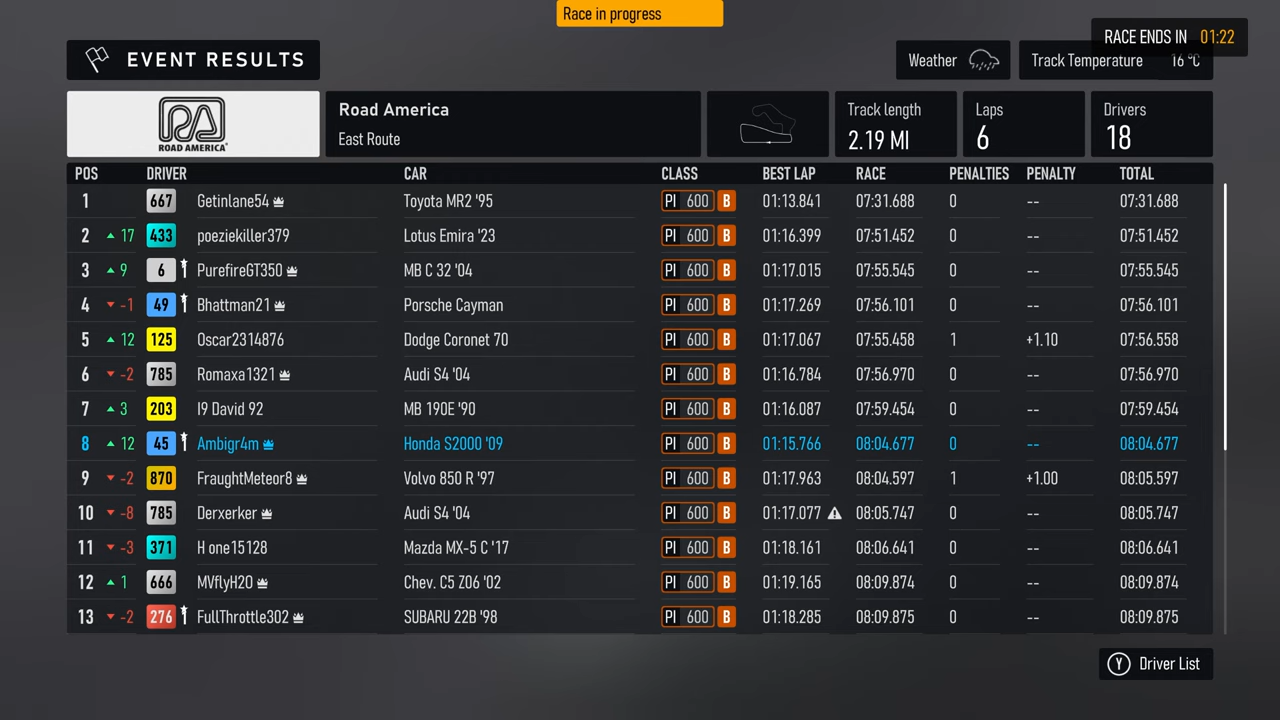 Race in progress
RACE ENDS IN 01:22
EVENT RESULTS
Weather
Track Temperature 16 °C
RA
ROAD AMERICA®
Road America
East Route
Track length
2.19 MI
Laps
6
Drivers
18
POS DRIVER CAR CLASS BEST LAP RACE PENALTIES PENALTY TOTAL
1 667 Getinlane54 Toyota MR2 '95 PI 600 B 01:13.841 07:31.688 0 -- 07:31.688
2 17 433 poeziekiller379 Lotus Emira '23 PI 600 B 01:16.399 07:51.452 0 -- 07:51.452
3 9 6 PurefireGT350 MB C 32 '04 PI 600 B 01:17.015 07:55.545 0 -- 07:55.545
4 -1 49 Bhattman21 Porsche Cayman PI 600 B 01:17.269 07:56.101 0 -- 07:56.101
5 12 125 Oscar2314876 Dodge Coronet 70 PI 600 B 01:17.067 07:55.458 1 +1.10 07:56.558
6 -2 785 Romaxa1321 Audi S4 '04 PI 600 B 01:16.784 07:56.970 0 -- 07:56.970
7 3 203 I9 David 92 MB 190E '90 PI 600 B 01:16.087 07:59.454 0 -- 07:59.454
8 12 45 Ambigr4m Honda S2000 '09 PI 600 B 01:15.766 08:04.677 0 -- 08:04.677
9 -2 870 FraughtMeteor8 Volvo 850 R '97 PI 600 B 01:17.963 08:04.597 1 +1.00 08:05.597
10 -8 785 Derxerker Audi S4 '04 PI 600 B 01:17.077 08:05.747 0 -- 08:05.747
11 -3 371 H one15128 Mazda MX-5 C '17 PI 600 B 01:18.161 08:06.641 0 -- 08:06.641
12 1 666 MVflyH2O Chev. C5 Z06 '02 PI 600 B 01:19.165 08:09.874 0 -- 08:09.874
13 -2 276 FullThrottle302 SUBARU 22B '98 PI 600 B 01:18.285 08:09.875 0 -- 08:09.875
Y Driver List